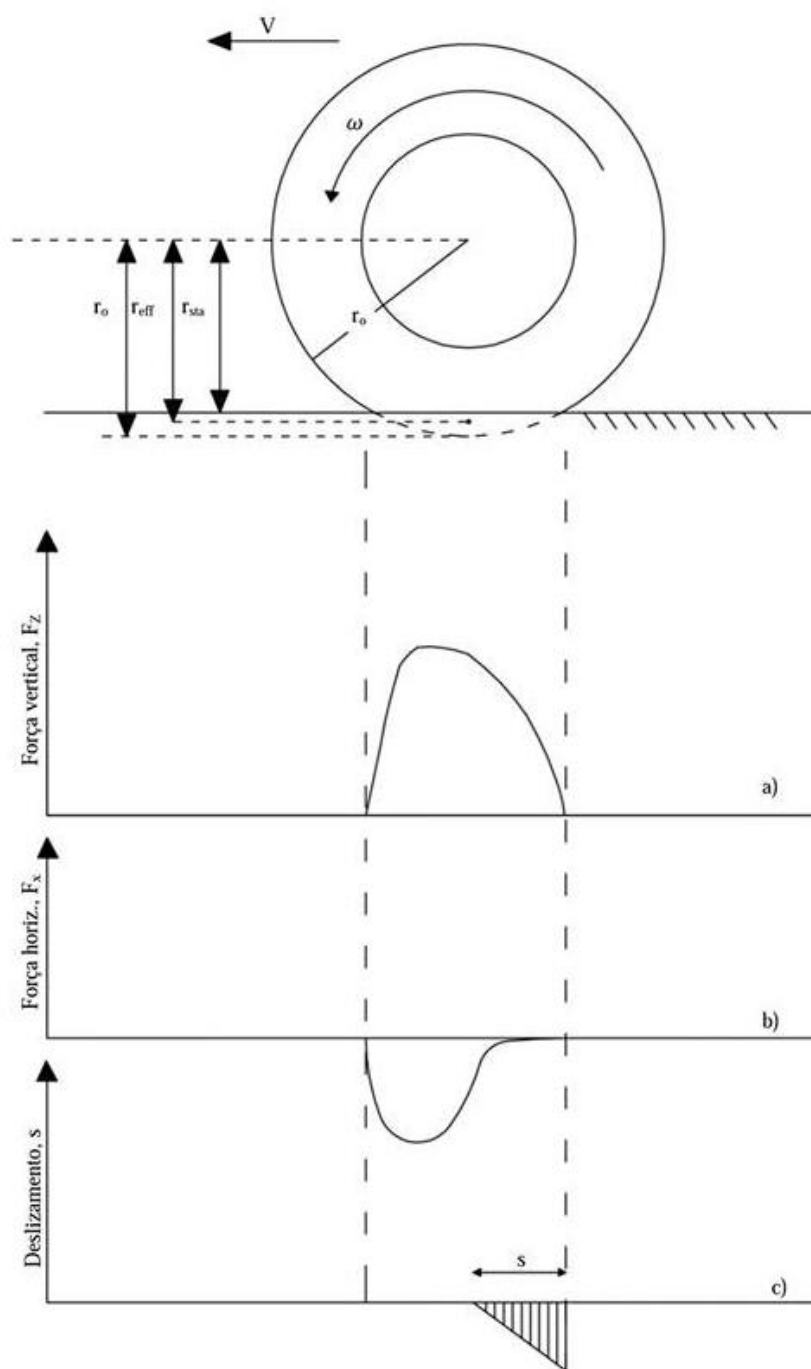 V
ω
r₀ r_eff r_sta
r₀
Força vertical, F_Z
a)
Força horiz., F_x
b)
Deslizamento, s
s
c)